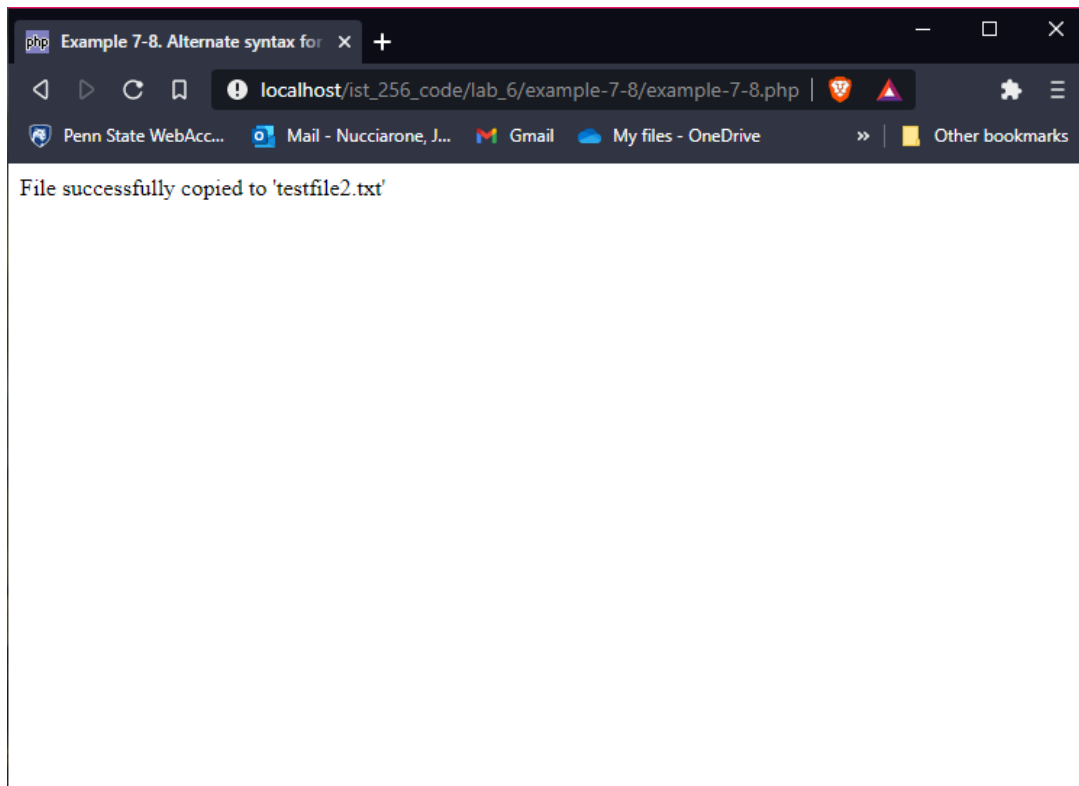 php Example 7-8. Alternate syntax for
localhost/ist_256_code/lab_6/example-7-8/example-7-8.php
Penn State WebAcc... Mail - Nucciarone, J... Gmail My files - OneDrive » Other bookmarks
File successfully copied to 'testfile2.txt'